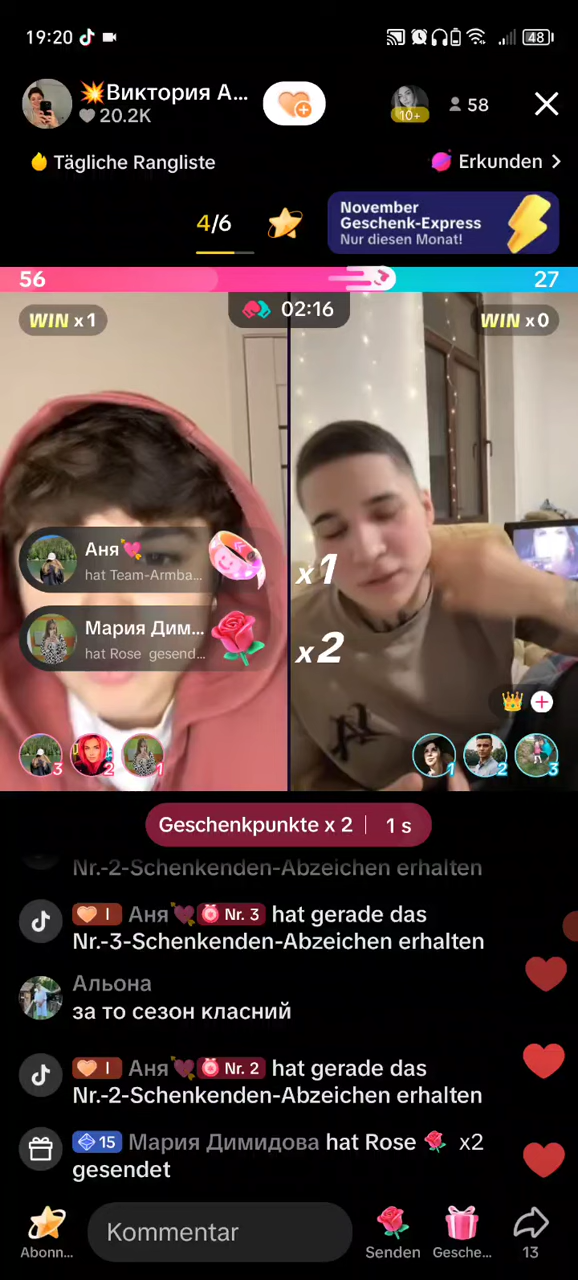 19:20
48
💥Виктория А...
20.2K
10+
58
Tägliche Rangliste
Erkunden >
4/6
November
Geschenk-Express
Nur diesen Monat!
56
27
WIN x 1
02:16
WIN x 0
Аня💘
hat Team-Armba...
x1
Мария Дим...
hat Rose gesend...
x2
3
2
1
1
2
3
Geschenkpunkte x 2 | 1 s
Nr.-2-Schenkenden-Abzeichen erhalten
I Аня💘 Nr. 3 hat gerade das
Nr.-3-Schenkenden-Abzeichen erhalten
Альона
за то сезон класний
I Аня💘 Nr. 2 hat gerade das
Nr.-2-Schenkenden-Abzeichen erhalten
15 Мария Димидова hat Rose 🌹 x2
gesendet
Kommentar
Abonn...
Senden
Gesche...
13